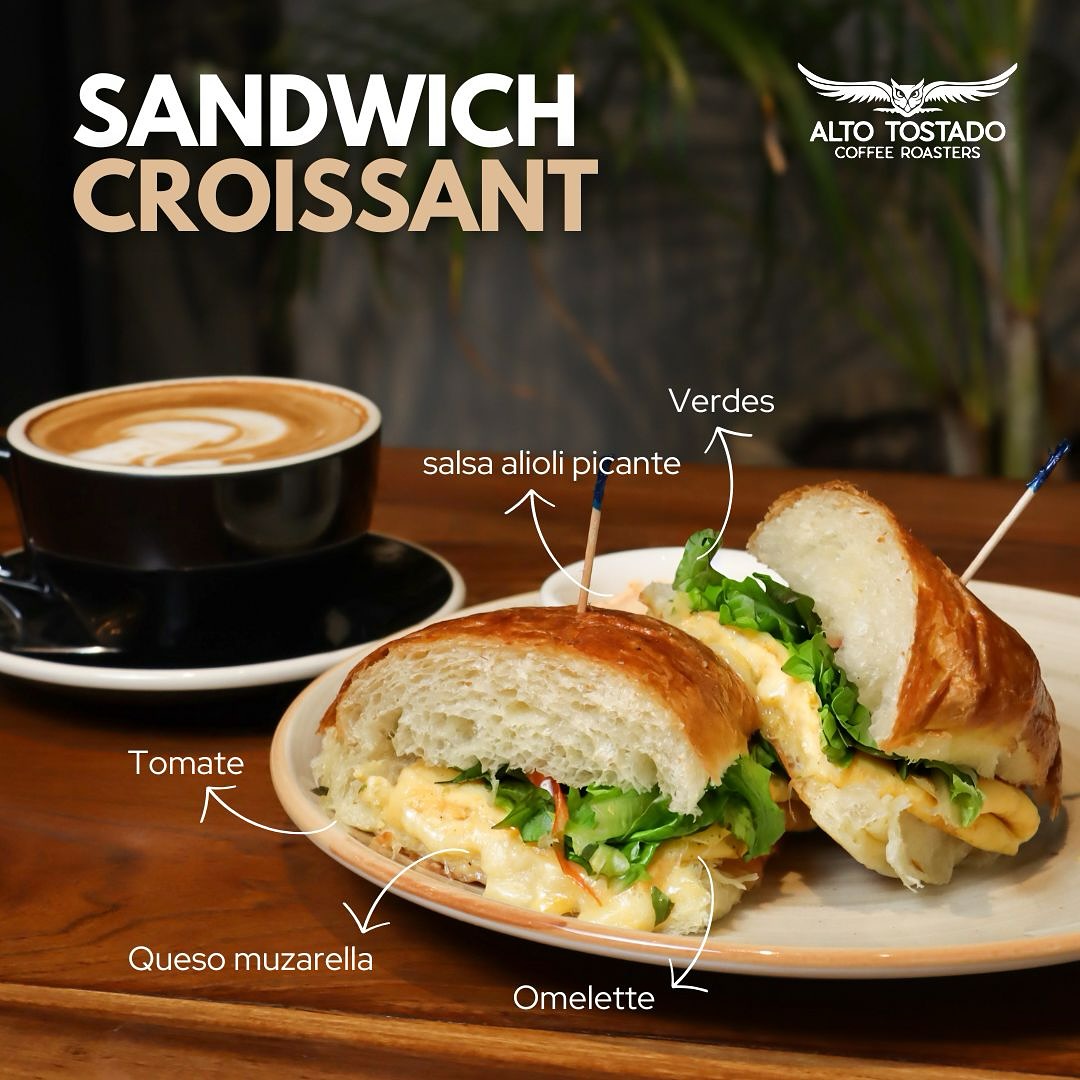 SANDWICH
CROISSANT
ALTO TOSTADO
COFFEE ROASTERS
Verdes
salsa alioli picante
Tomate
Queso muzarella
Omelette